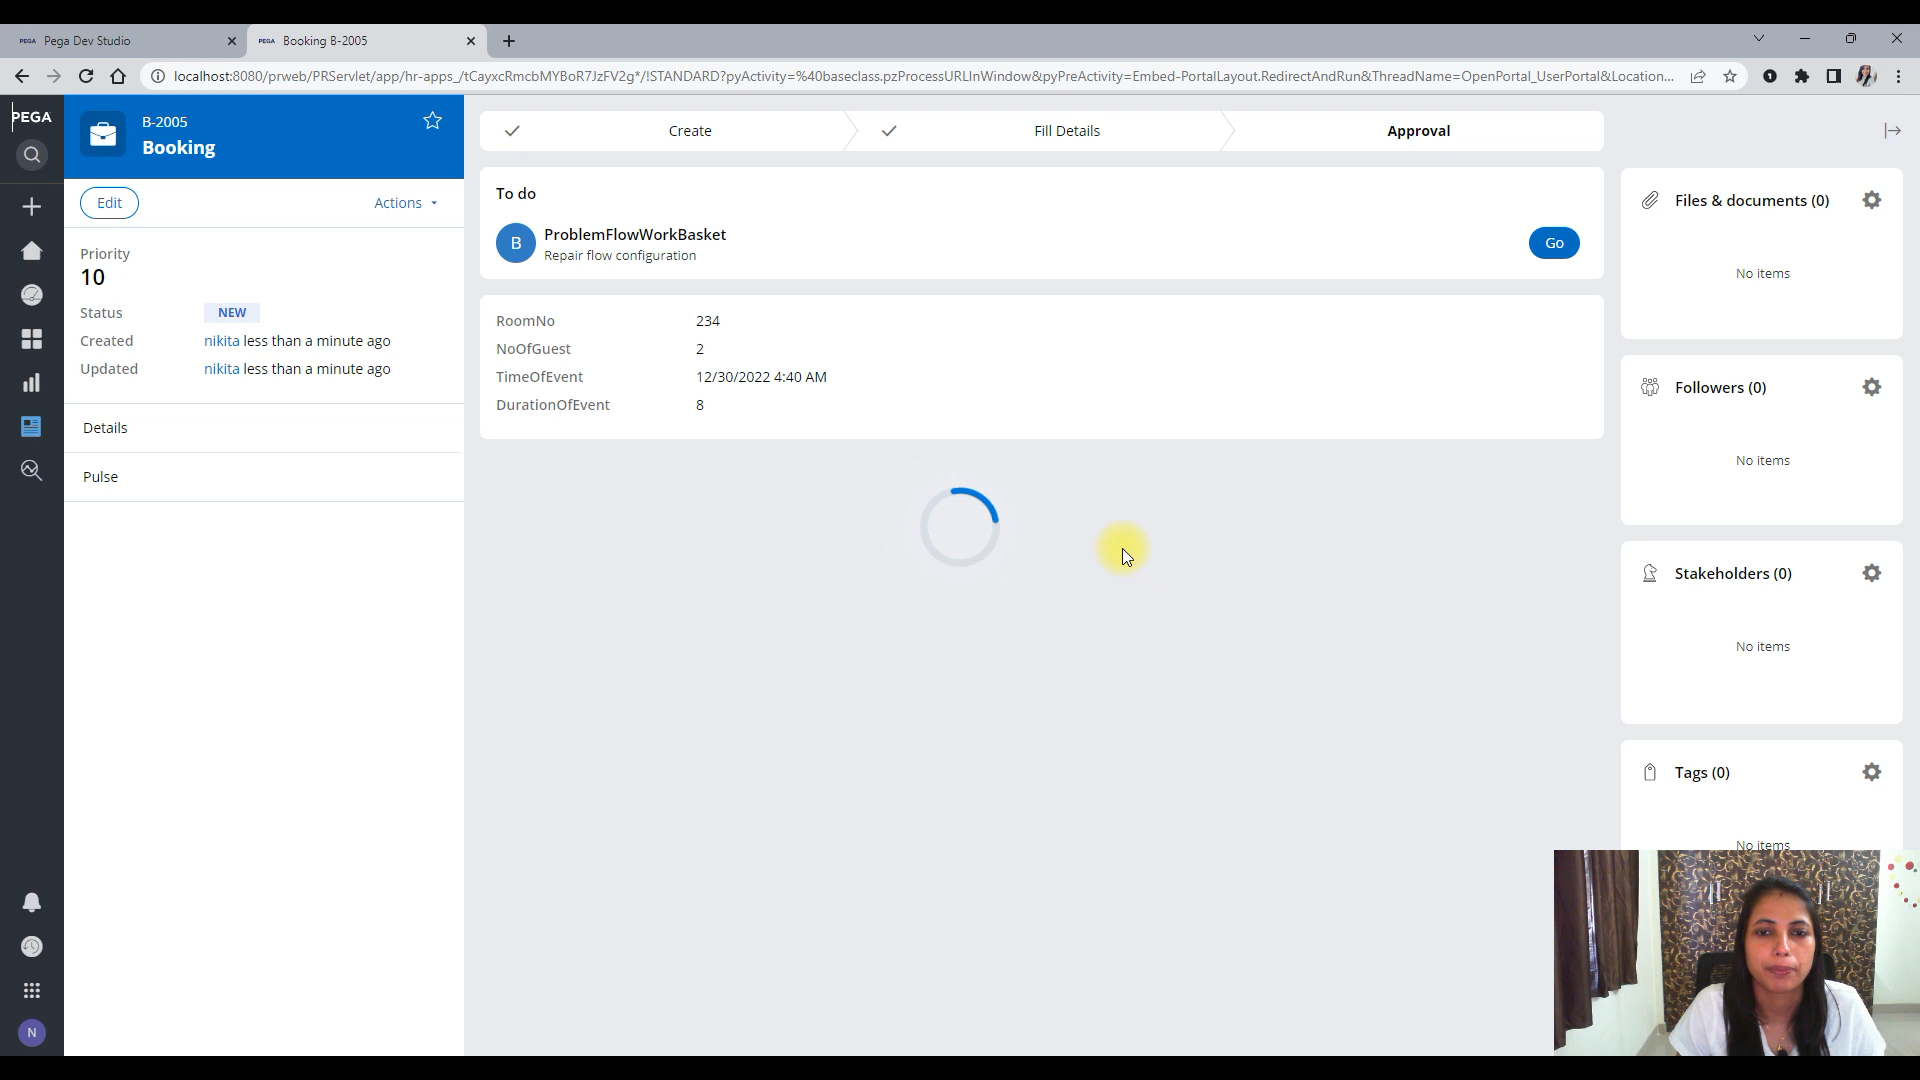 PEGA Pega Dev Studio
PEGA Booking B-2005
localhost:8080/prweb/PRServlet/app/hr-apps_/tCayxcRmcbMYBoR7JzFV2g*/!STANDARD?pyActivity=%40baseclass.pzProcessURLInWindow&pyPreActivity=Embed-PortalLayout.RedirectAndRun&ThreadName=OpenPortal_UserPortal&Location...
PEGA
B-2005
Booking
Edit
Actions
Priority
10
Status NEW
Created nikita less than a minute ago
Updated nikita less than a minute ago
Details
Pulse
N
Create
Fill Details
Approval
To do
B
ProblemFlowWorkBasket
Repair flow configuration
Go
RoomNo 234
NoOfGuest 2
TimeOfEvent 12/30/2022 4:40 AM
DurationOfEvent 8
Files & documents (0)
No items
Followers (0)
No items
Stakeholders (0)
No items
Tags (0)
No items